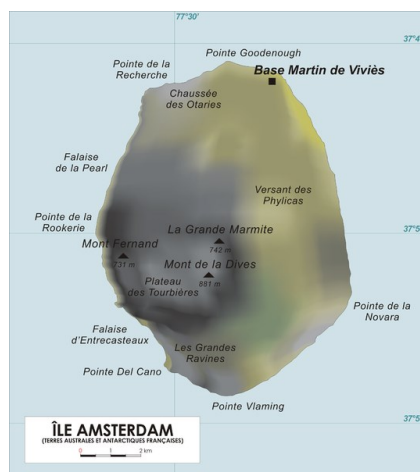 77°30'
37°4
Pointe Goodenough
Pointe de la
Recherche
Base Martin de Viviès
Chaussée
des Otaries
Falaise
de la Pearl
Versant des
Phylicas
Pointe de la
Rookerie
La Grande Marmite
742 m
37°5
Mont Fernand
731 m
Mont de la Dives
881 m
Plateau
des Tourbières
Pointe de la
Novara
Falaise
d'Entrecasteaux
Les Grandes
Ravines
Pointe Del Cano
Pointe Vlaming
37°5
ÎLE AMSTERDAM
(TERRES AUSTRALES ET ANTARCTIQUES FRANÇAISES)
0 1 2 km